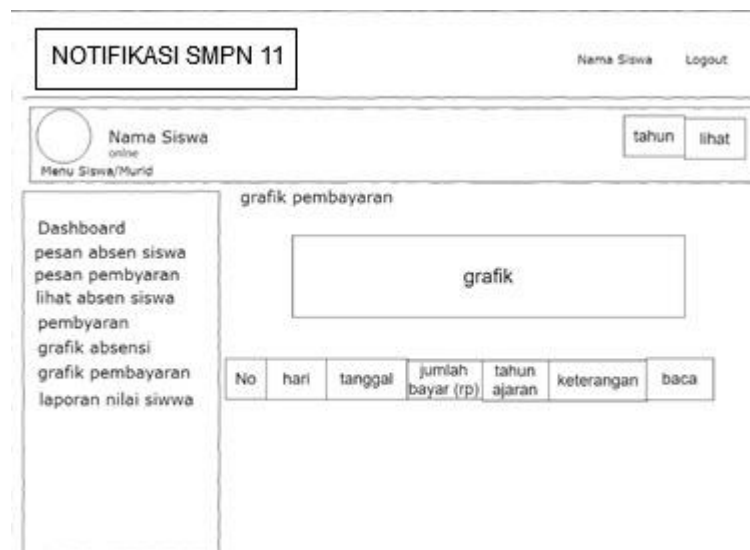 NOTIFIKASI SMPN 11
Nama Siswa Logout
Nama Siswa
online
Menu Siswa/Murid
tahun lihat
Dashboard
pesan absen siswa
pesan pembyaran
lihat absen siswa
pembyaran
grafik absensi
grafik pembayaran
laporan nilai siwwa
grafik pembayaran
grafik
No hari tanggal jumlah bayar (rp) tahun ajaran keterangan baca